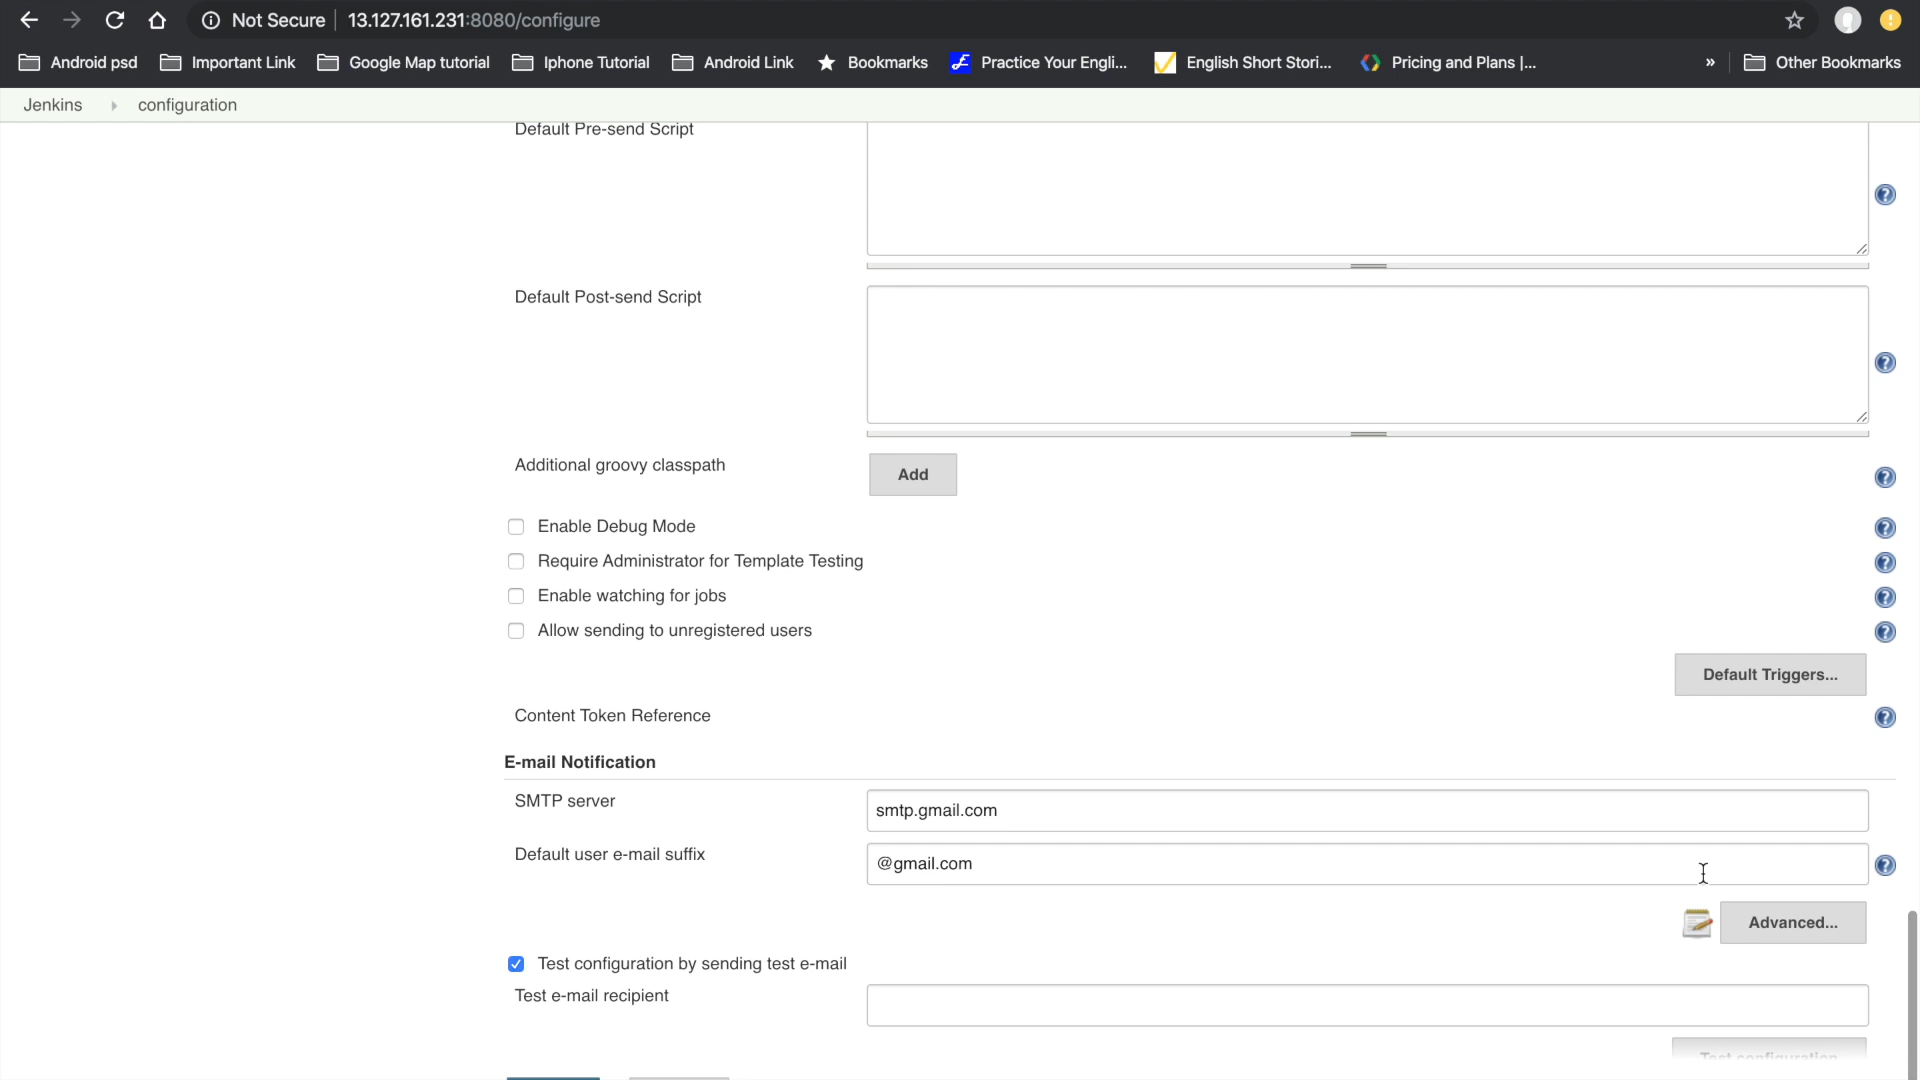 Not Secure 13.127.161.231:8080/configure
Android psd Important Link Google Map tutorial Iphone Tutorial Android Link Bookmarks Practice Your Engli... English Short Stori... Pricing and Plans |... » Other Bookmarks
Jenkins configuration
Default Pre-send Script
Default Post-send Script
Additional groovy classpath Add
Enable Debug Mode
Require Administrator for Template Testing
Enable watching for jobs
Allow sending to unregistered users
Default Triggers...
Content Token Reference
E-mail Notification
SMTP server smtp.gmail.com
Default user e-mail suffix @gmail.com
Advanced...
Test configuration by sending test e-mail
Test e-mail recipient
Test configuration